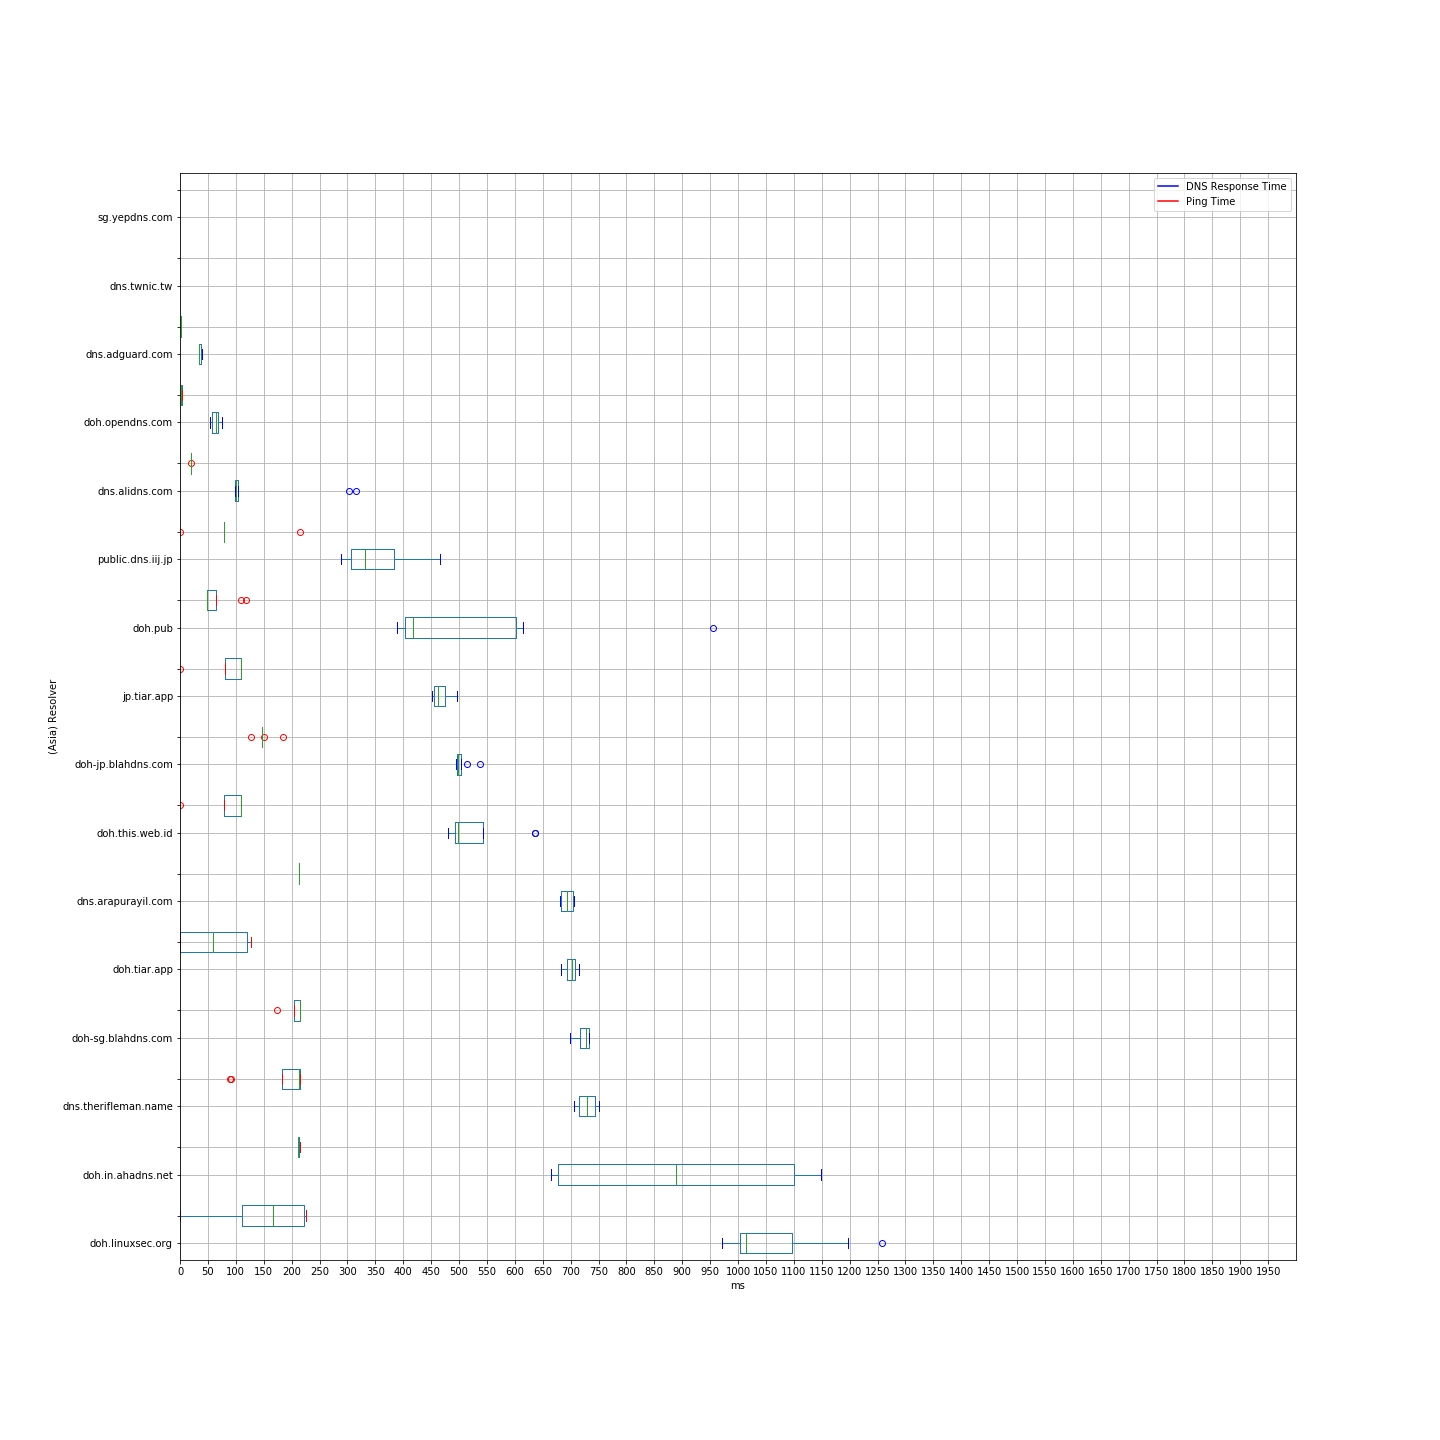 DNS Response Time
Ping Time
sg.yepdns.com
dns.twnic.tw
dns.adguard.com
doh.opendns.com
dns.alidns.com
public.dns.iij.jp
doh.pub
jp.tiar.app
doh-jp.blahdns.com
doh.this.web.id
dns.arapurayil.com
doh.tiar.app
doh-sg.blahdns.com
dns.therifleman.name
doh.in.ahadns.net
doh.linuxsec.org
(Asia) Resolver
0 50 100 150 200 250 300 350 400 450 500 550 600 650 700 750 800 850 900 950 1000 1050 1100 1150 1200 1250 1300 1350 1400 1450 1500 1550 1600 1650 1700 1750 1800 1850 1900 1950
ms